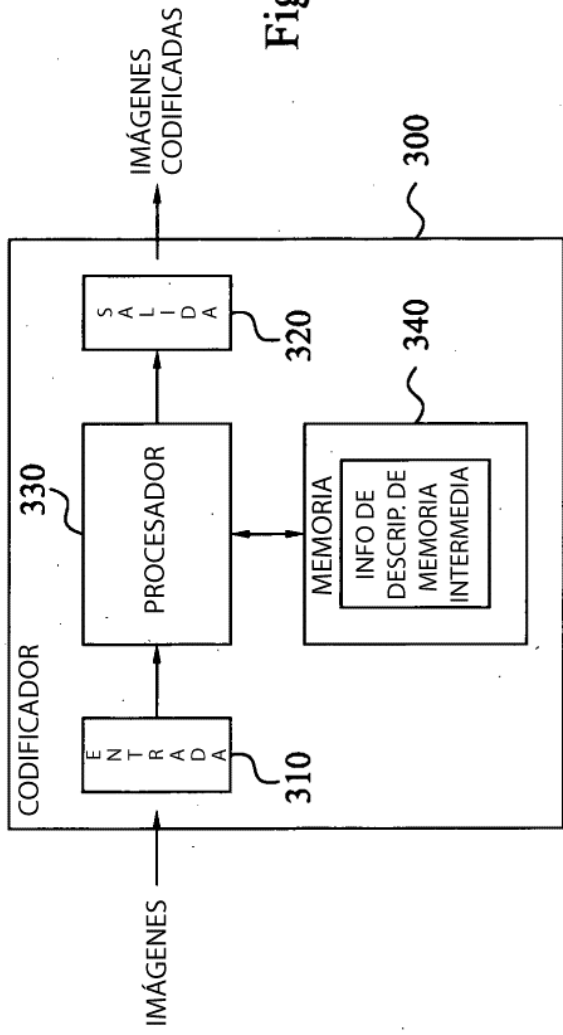 CODIFICADOR
IMÁGENES
ENTRADA
310
330
PROCESADOR
SALIDA
320
IMÁGENES
CODIFICADAS
MEMORIA
INFO DE
DESCRIP. DE
MEMORIA
INTERMEDIA
340
300
Fig